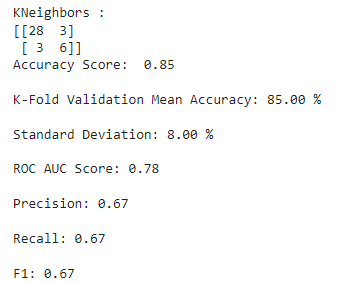 KNeighbors :
[[28  3]
 [ 3  6]]
Accuracy Score:  0.85
K-Fold Validation Mean Accuracy: 85.00 %
Standard Deviation: 8.00 %
ROC AUC Score: 0.78
Precision: 0.67
Recall: 0.67
F1: 0.67